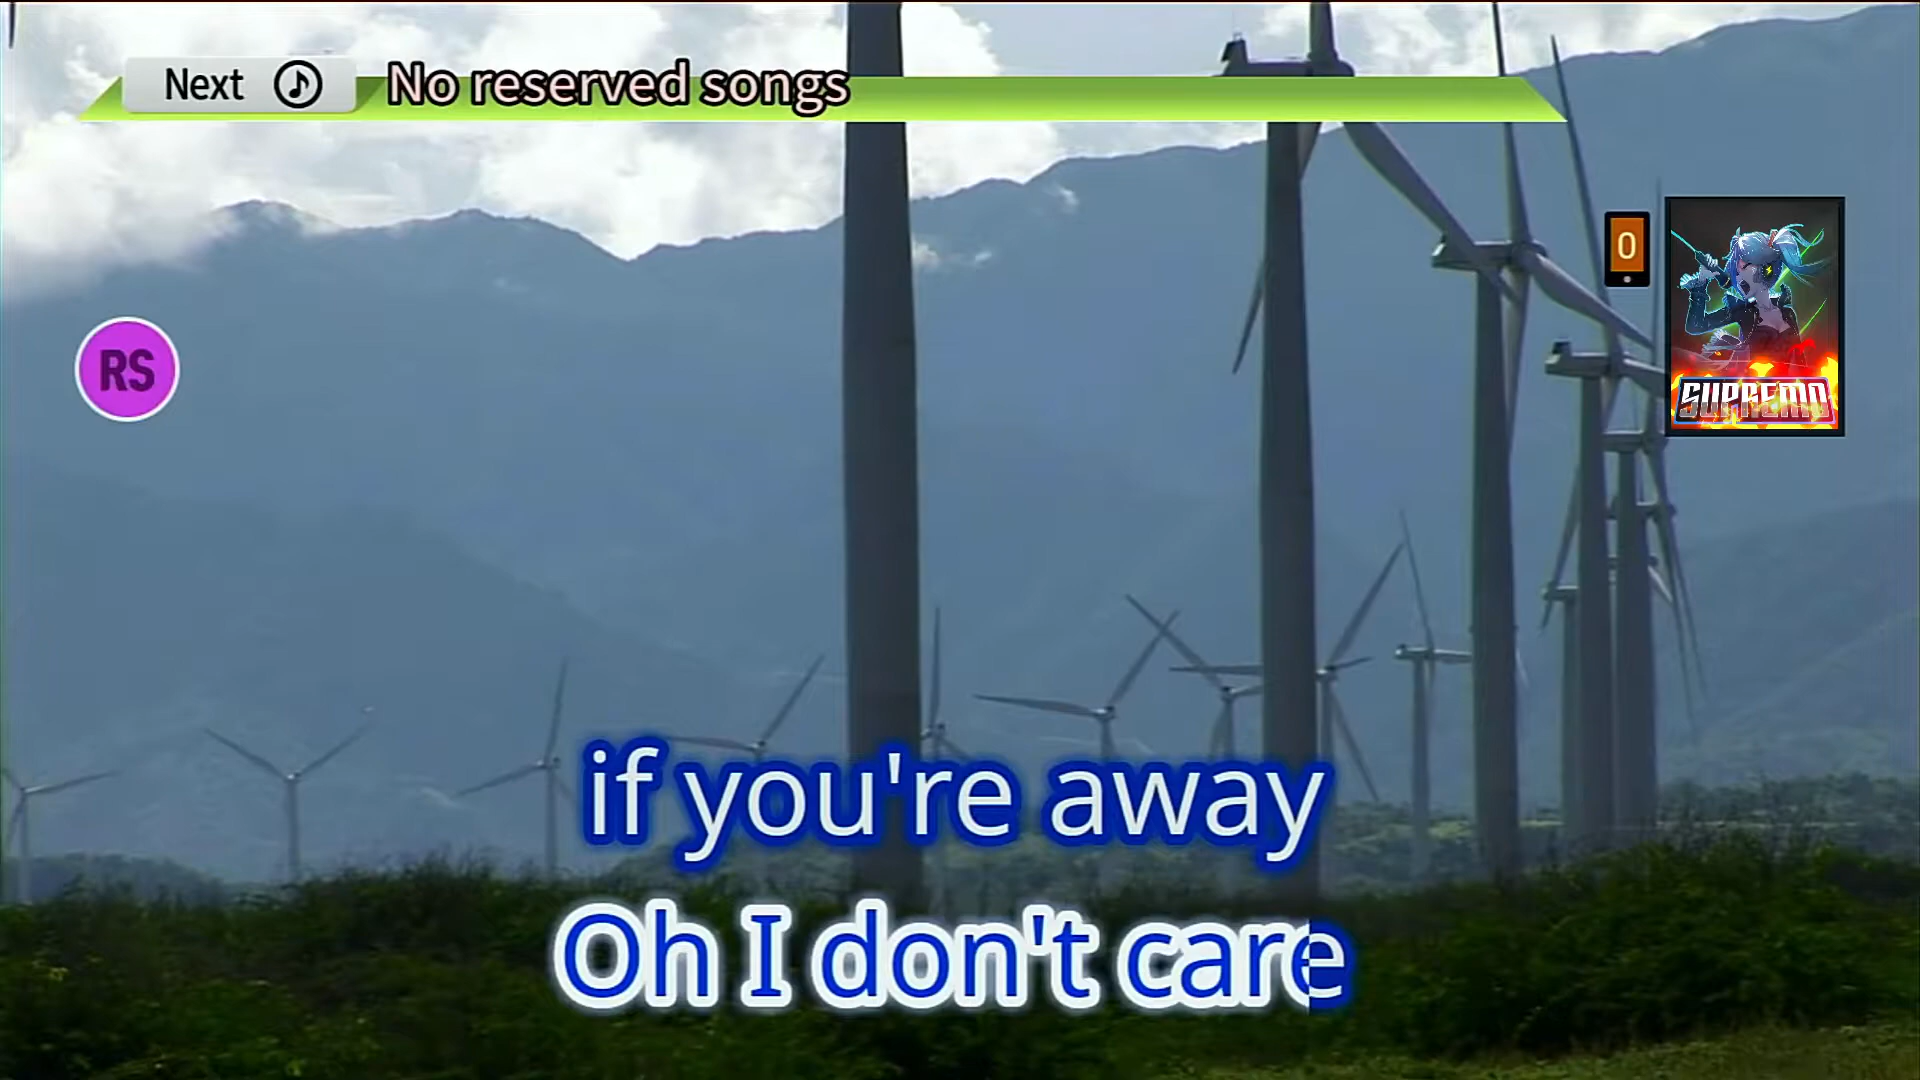 Next
No reserved songs
0
RS
SUPREMO
if you're away
Oh I don't care